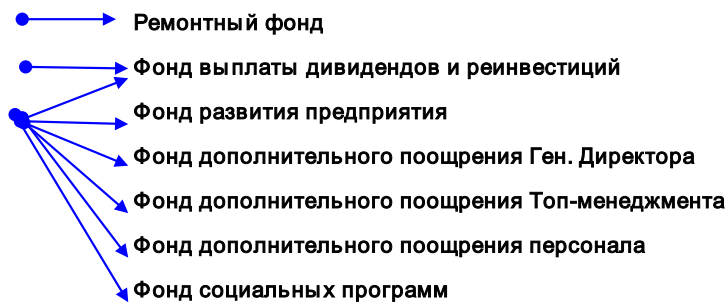 Ремонтный фонд
Фонд выплаты дивидендов и реинвестиций
Фонд развития предприятия
Фонд дополнительного поощрения Ген. Директора
Фонд дополнительного поощрения Топ-менеджмента
Фонд дополнительного поощрения персонала
Фонд социальных программ